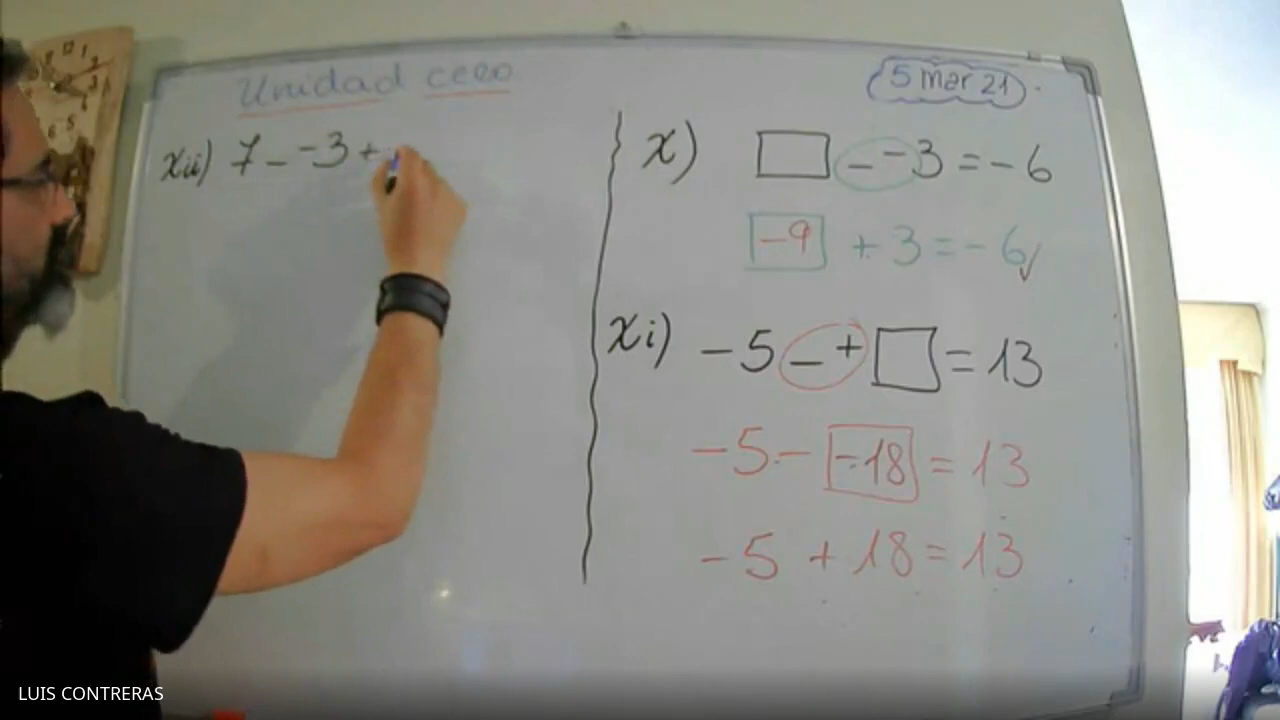 Unidad cero
5 mar 21
xii) 7 - -3 +
x) □ - -3 = -6
-9 + 3 = -6 ✓
xi) -5 - + □ = 13
-5 - -18 = 13
-5 + 18 = 13
LUIS CONTRERAS